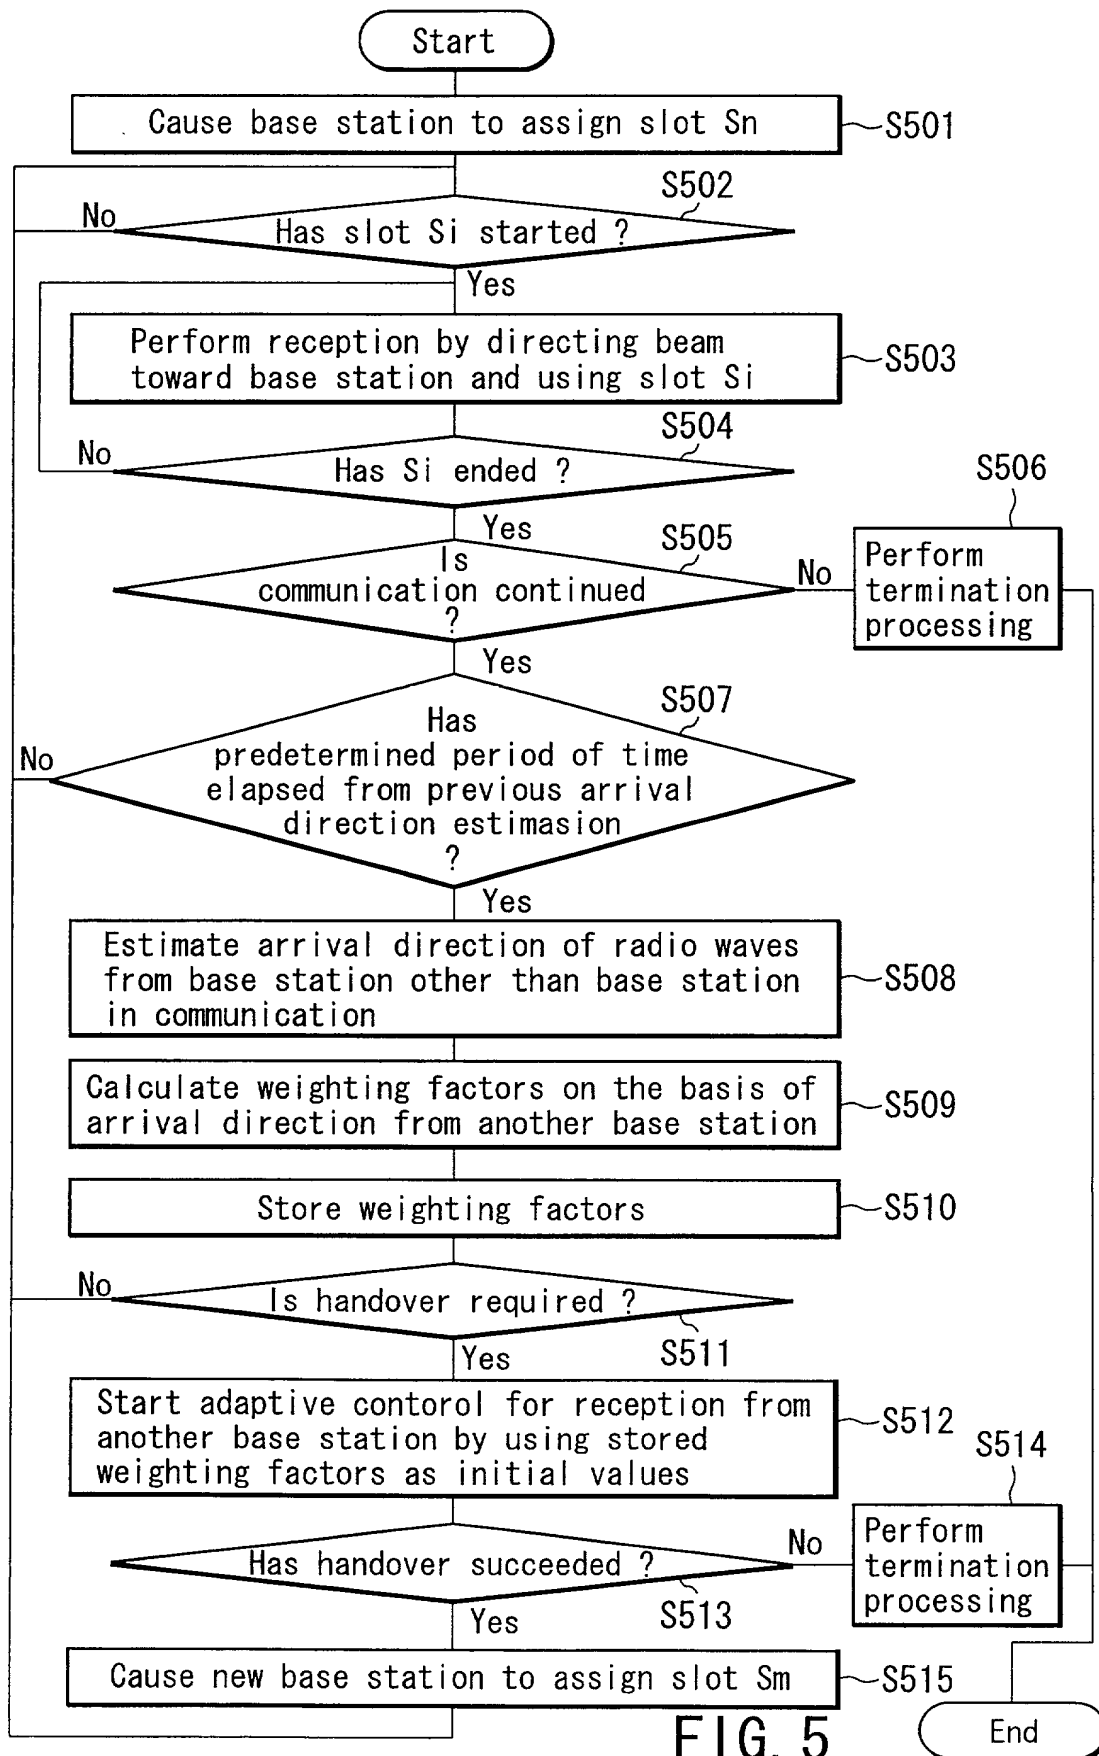 Start
Cause base station to assign slot Sn
S501
S502
No
Has slot Si started ?
Yes
Perform reception by directing beam
toward base station and using slot Si
S503
S504
No
Has Si ended ?
Yes
S506
S505
Is
communication continued
?
No
Perform
termination
processing
Yes
S507
Has
predetermined period of time
elapsed from previous arrival
direction estimasion
?
No
Yes
Estimate arrival direction of radio waves
from base station other than base station
in communication
S508
Calculate weighting factors on the basis of
arrival direction from another base station
S509
Store weighting factors
S510
No
Is handover required ?
S511
Yes
Start adaptive contorol for reception from
another base station by using stored
weighting factors as initial values
S512
S514
Has handover succeeded ?
No
Perform
termination
processing
S513
Yes
Cause new base station to assign slot Sm
S515
FIG. 5
End